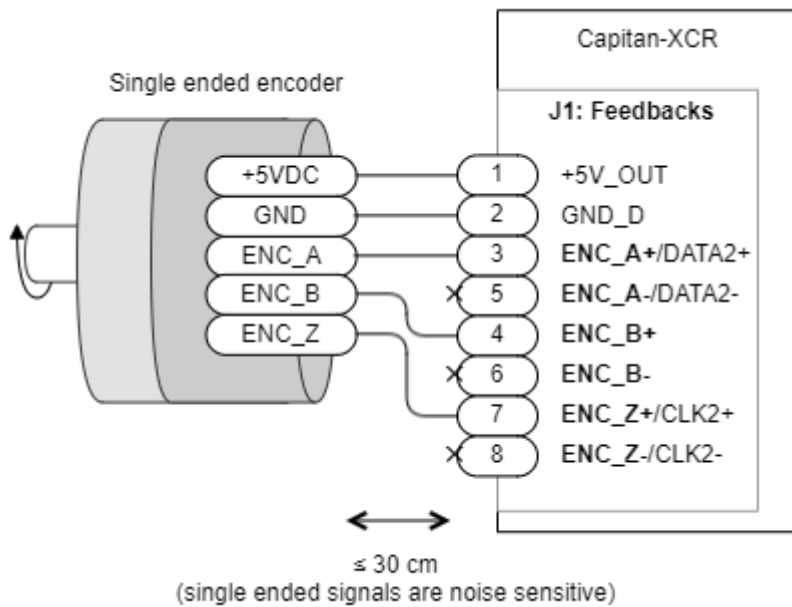 Capitan-XCR
Single ended encoder
J1: Feedbacks
+5VDC 1 +5V_OUT
GND 2 GND_D
ENC_A 3 ENC_A+/DATA2+
ENC_B 5 ENC_A-/DATA2-
ENC_Z 4 ENC_B+
6 ENC_B-
7 ENC_Z+/CLK2+
8 ENC_Z-/CLK2-
≤ 30 cm
(single ended signals are noise sensitive)